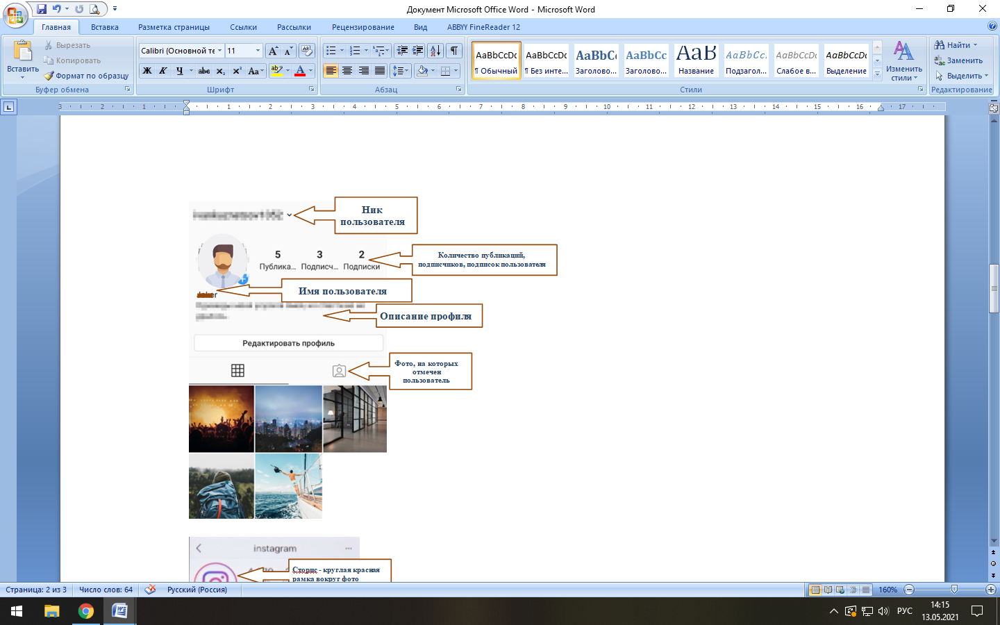 Документ Microsoft Office Word - Microsoft Word
Главная Вставка Разметка страницы Ссылки Рассылки Рецензирование Вид ABBYY FineReader 12
Вставить
Вырезать
Копировать
Формат по образцу
Буфер обмена
Calibri (Основной те 11
Ж К Ч abc x₂ x² Aa
Шрифт
Абзац
AaBbCcDc AaBbCcDc AaBbCc AaBbCc AaB AaBbCc. AaBbCcDc AaBbCcDc
¶ Обычный ¶ Без инте... Заголово... Заголово... Название Подзагол... Слабое в... Выделение
Изменить стили
Стили
Найти
Заменить
Выделить
Редактирование
3 2 1 1 2 3 4 5 6 7 8 9 10 11 12 13 14 15 16 17
Ник
пользователя
5 3 2
Публика... Подписч... Подписки
Количество публикаций,
подписчиков, подписок пользователя
Имя пользователя
Описание профиля
Редактировать профиль
Фото, на которых
отмечен
пользователь
instagram
Сторис - круглая красная
рамка вокруг фото
Страница: 2 из 3 Число слов: 64 Русский (Россия) 160%
РУС
14:15
13.05.2021